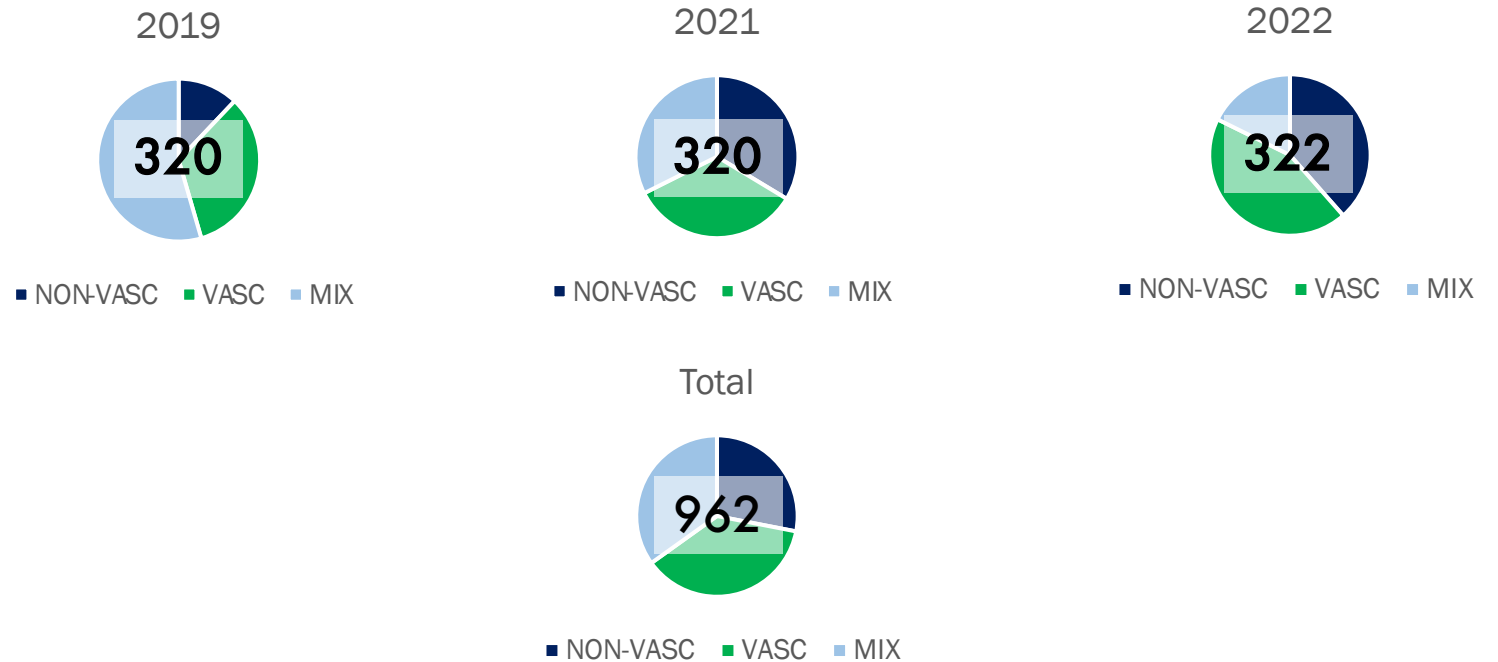 2019
320
NON-VASC VASC MIX
2021
320
NON-VASC VASC MIX
2022
322
NON-VASC VASC MIX
Total
962
NON-VASC VASC MIX